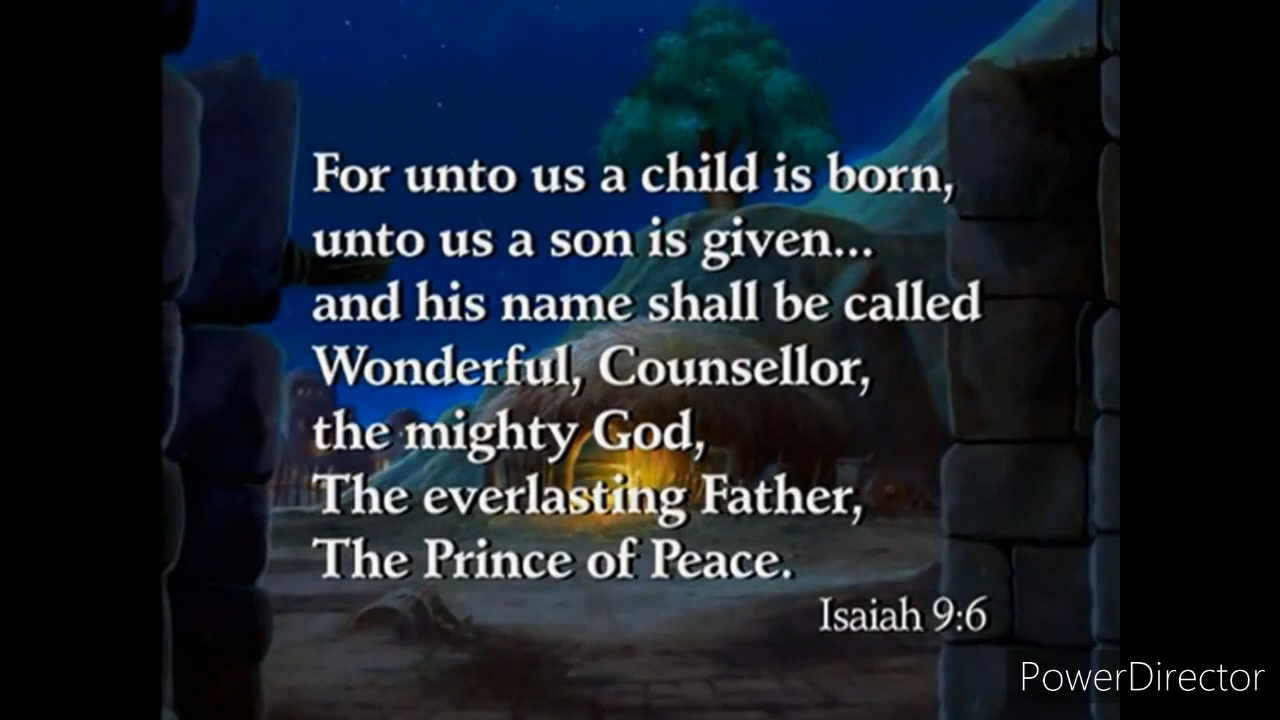 For unto us a child is born,
unto us a son is given...
and his name shall be called
Wonderful, Counsellor,
the mighty God,
The everlasting Father,
The Prince of Peace.
Isaiah 9:6
PowerDirector